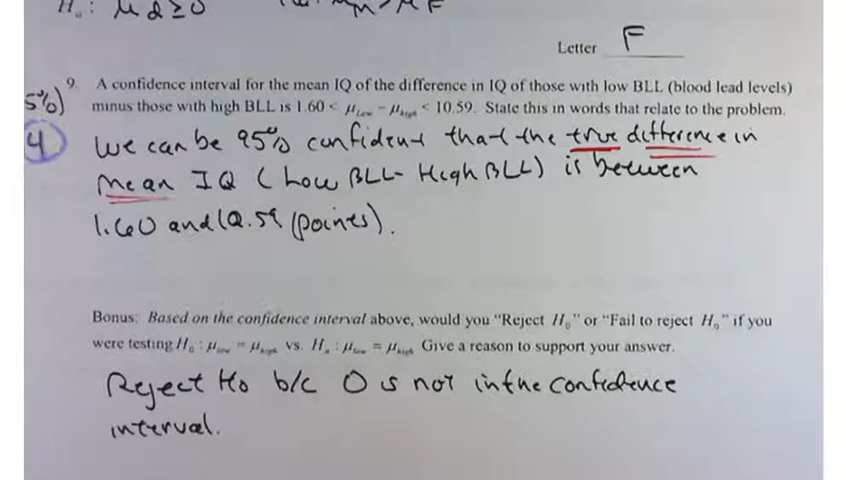 Ha: μd ≥ 0
Letter F
9. A confidence interval for the mean IQ of the difference in IQ of those with low BLL (blood lead levels)
5%) minus those with high BLL is 1.60 < μLow − μhigh < 10.59. State this in words that relate to the problem.
4 We can be 95% confident that the true difference in
mean IQ (Low BLL- High BLL) is between
1.60 and 10.59 (points).
Bonus: Based on the confidence interval above, would you "Reject H0" or "Fail to reject H0" if you
were testing H0: μlow = μhigh vs. Ha: μlow = μhigh Give a reason to support your answer.
Reject Ho b/c 0 is not in the confidence
interval.